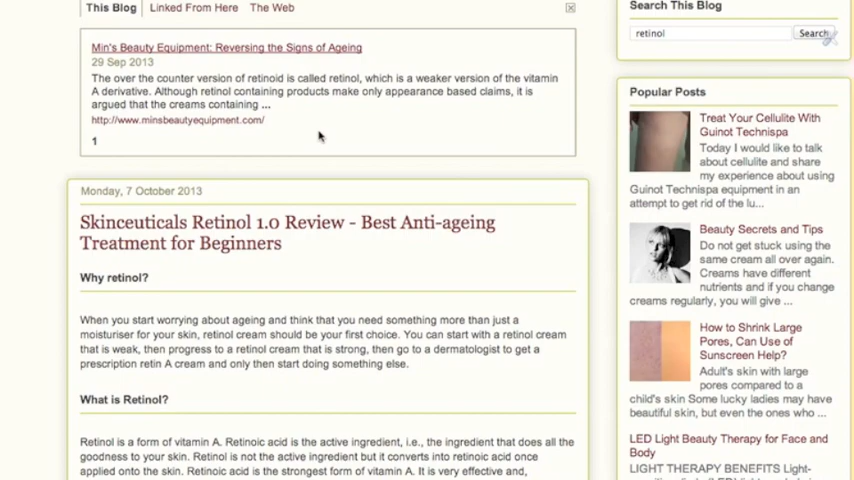 This Blog
Linked From Here
The Web
Min's Beauty Equipment: Reversing the Signs of Ageing
29 Sep 2013
The over the counter version of retinoid is called retinol, which is a weaker version of the vitamin
A derivative. Although retinol containing products make only appearance based claims, it is
argued that the creams containing ...
http://www.minsbeautyequipment.com/
1
Monday, 7 October 2013
Skinceuticals Retinol 1.0 Review - Best Anti-ageing
Treatment for Beginners
Why retinol?
When you start worrying about ageing and think that you need something more than just a
moisturiser for your skin, retinol cream should be your first choice. You can start with a retinol cream
that is weak, then progress to a retinol cream that is strong, then go to a dermatologist to get a
prescription retin A cream and only then start doing something else.
What is Retinol?
Retinol is a form of vitamin A. Retinoic acid is the active ingredient, i.e., the ingredient that does all the
goodness to your skin. Retinol is not the active ingredient but it converts into retinoic acid once
applied onto the skin. Retinoic acid is the strongest form of vitamin A. It is very effective and,
Search This Blog
retinol
Search
Popular Posts
Treat Your Cellulite With
Guinot Technispa
Today I would like to talk
about cellulite and share
my experience about using
Guinot Technispa equipment in an
attempt to get rid of the lu...
Beauty Secrets and Tips
Do not get stuck using the
same cream all over again.
Creams have different
nutrients and if you change
creams regularly, you will give ...
How to Shrink Large
Pores, Can Use of
Sunscreen Help?
Adult's skin with large
pores compared to a
child's skin Some lucky ladies may have
beautiful skin, but even the ones who ...
LED Light Beauty Therapy for Face and
Body
LIGHT THERAPY BENEFITS Light-